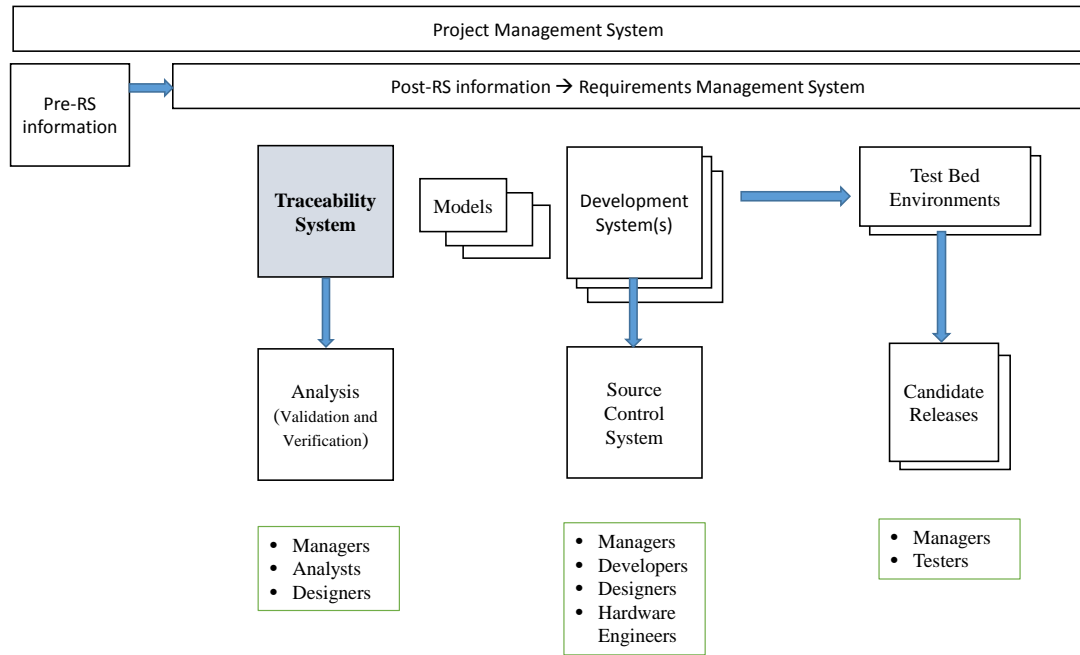 Project Management System
Pre-RS
information
Post-RS information → Requirements Management System
Traceability
System
Models
Development
System(s)
Test Bed
Environments
Analysis
(Validation and
Verification)
Source
Control
System
Candidate
Releases
• Managers
• Analysts
• Designers
• Managers
• Developers
• Designers
• Hardware
Engineers
• Managers
• Testers